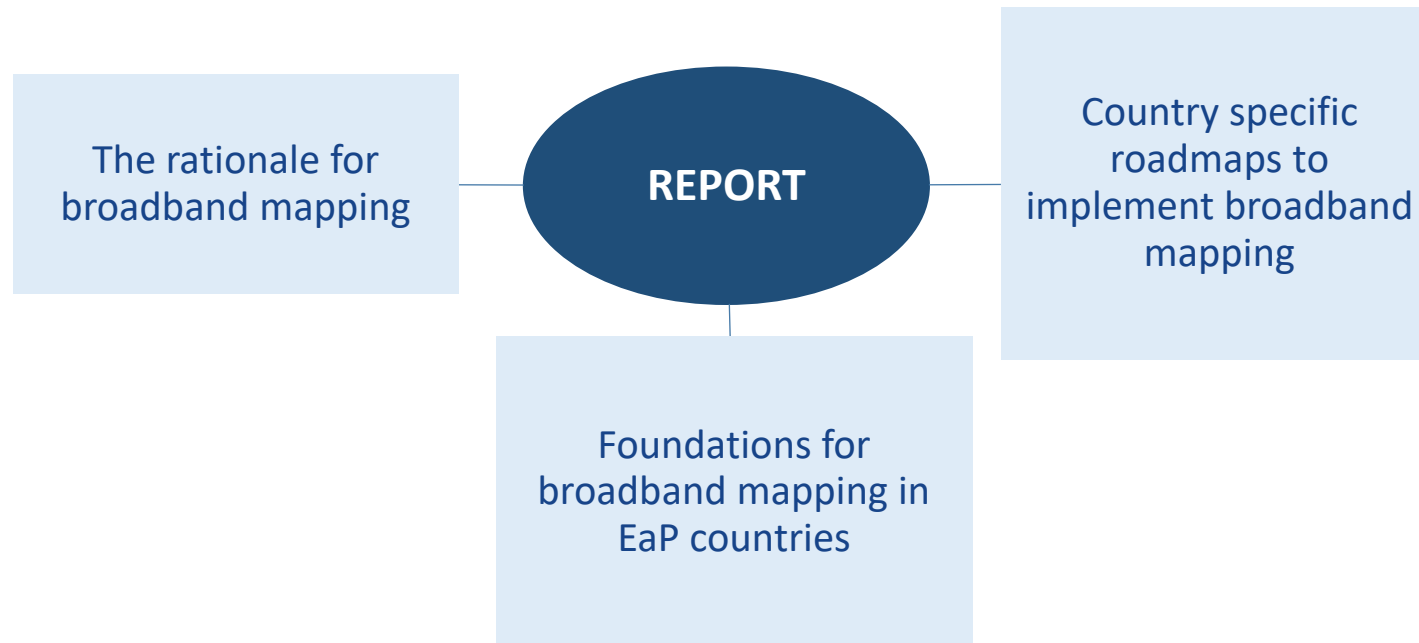 The rationale for
broadband mapping
REPORT
Country specific
roadmaps to
implement broadband
mapping
Foundations for
broadband mapping in
EaP countries